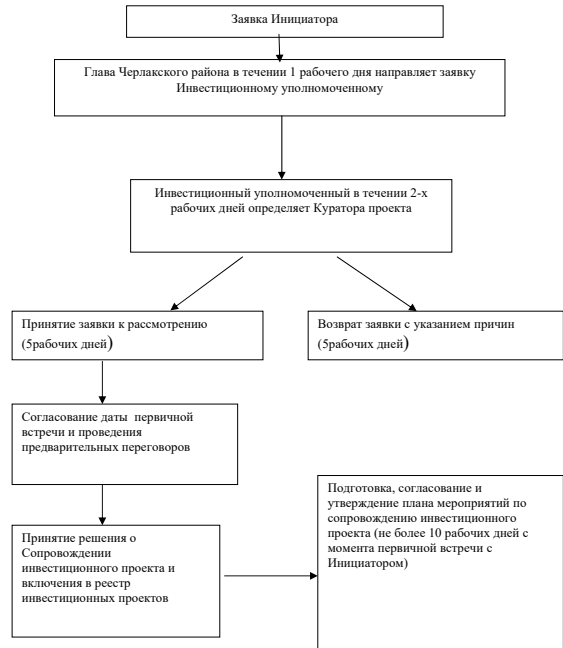 Заявка Инициатора
Глава Черлакского района в течении 1 рабочего дня направляет заявку
Инвестиционному уполномоченному
Инвестиционный уполномоченный в течении 2-х
рабочих дней определяет Куратора проекта
Принятие заявки к рассмотрению
(5рабочих дней)
Возврат заявки с указанием причин
(5рабочих дней)
Согласование даты первичной
встречи и проведения
предварительных переговоров
Принятие решения о
Сопровождении
инвестиционного проекта и
включения в реестр
инвестиционных проектов
Подготовка, согласование и
утверждение плана мероприятий по
сопровождению инвестиционного
проекта (не более 10 рабочих дней с
момента первичной встречи с
Инициатором)